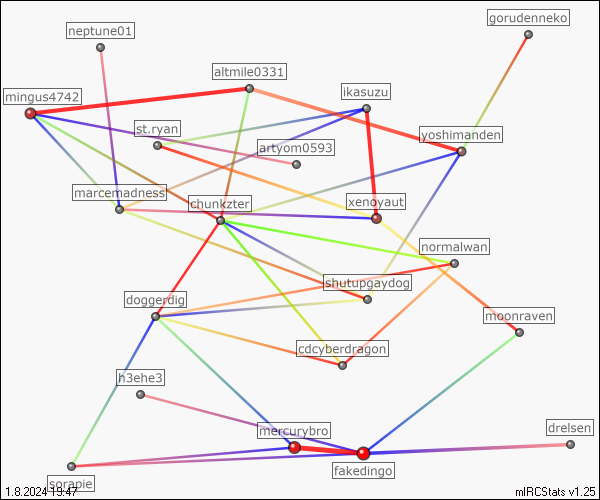 gorudenneko
neptune01
altmile0331
ikasuzu
mingus4742
st.ryan
yoshimanden
artyom0593
marcemadness
chunkzter
xenoyaut
normalwan
shutupgaydog
doggerdig
moonraven
cdcyberdragon
h3ehe3
mercurybro
drelsen
fakedingo
sorapie
1.8.2024 19:47 mIRCStats v1.25